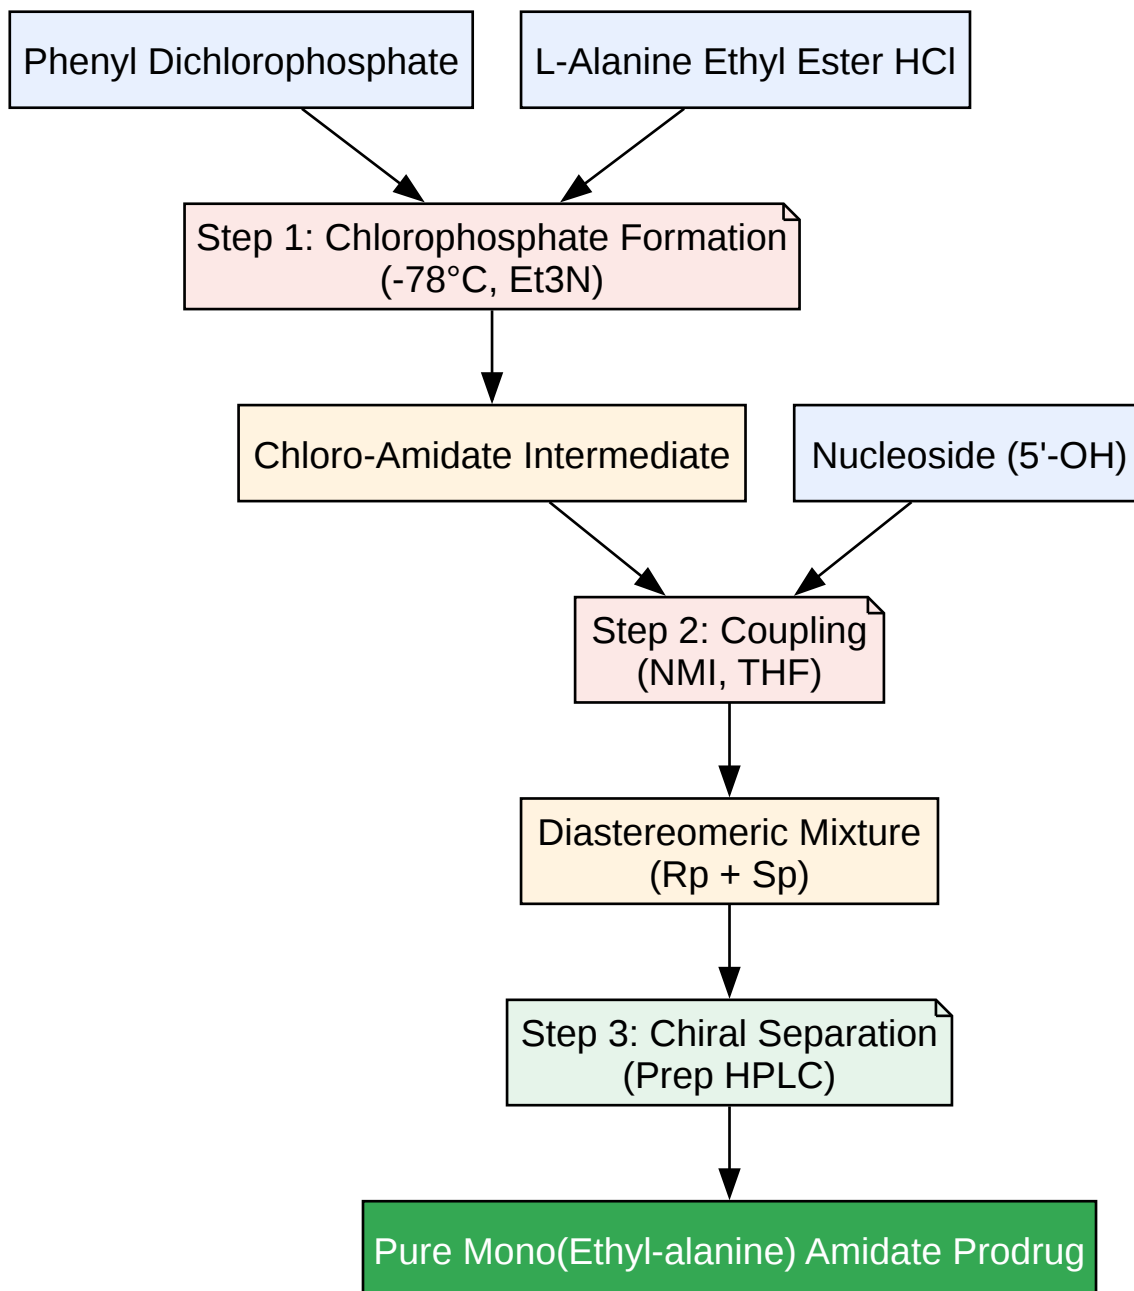 Phenyl Dichlorophosphate
L-Alanine Ethyl Ester HCl
Step 1: Chlorophosphate Formation
(-78°C, Et3N)
Chloro-Amidate Intermediate
Nucleoside (5'-OH)
Step 2: Coupling
(NMI, THF)
Diastereomeric Mixture
(Rp + Sp)
Step 3: Chiral Separation
(Prep HPLC)
Pure Mono(Ethyl-alanine) Amidate Prodrug